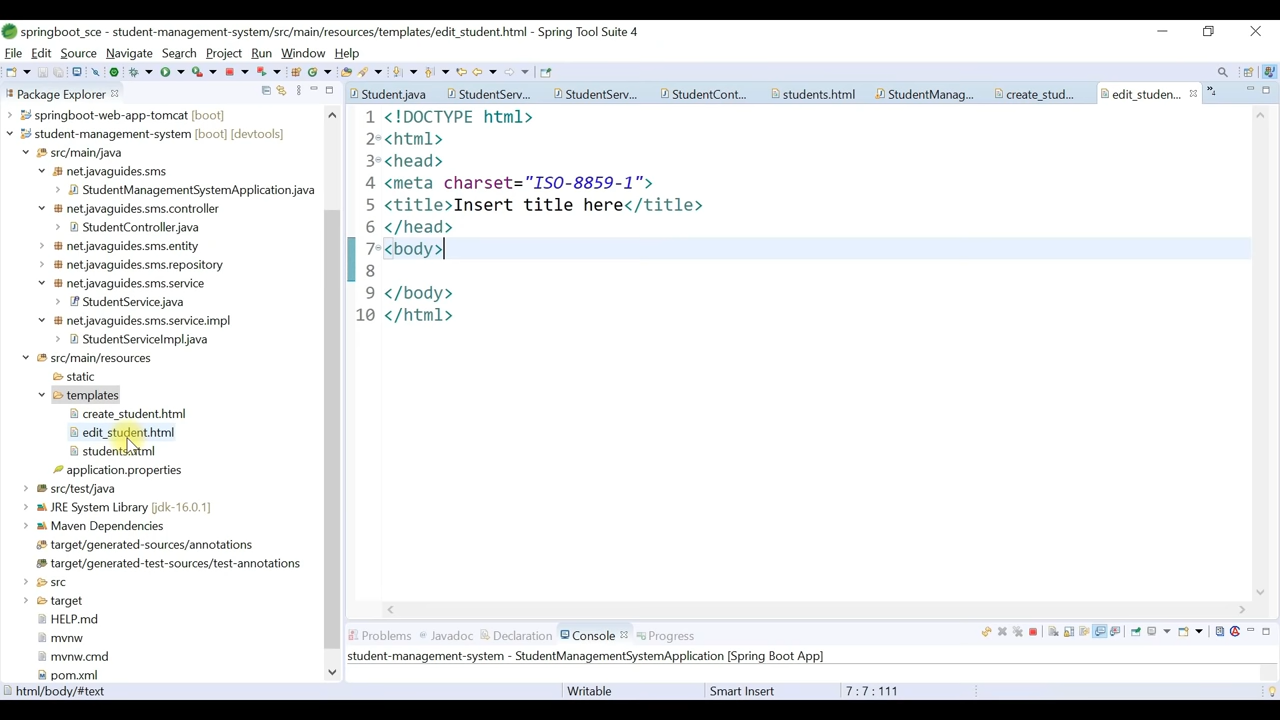 springboot_sce - student-management-system/src/main/resources/templates/edit_student.html - Spring Tool Suite 4
File Edit Source Navigate Search Project Run Window Help
Package Explorer
springboot-web-app-tomcat [boot]
student-management-system [boot] [devtools]
src/main/java
net.javaguides.sms
StudentManagementSystemApplication.java
net.javaguides.sms.controller
StudentController.java
net.javaguides.sms.entity
net.javaguides.sms.repository
net.javaguides.sms.service
StudentService.java
net.javaguides.sms.service.impl
StudentServiceImpl.java
src/main/resources
static
templates
create_student.html
edit_student.html
students.html
application.properties
src/test/java
JRE System Library [jdk-16.0.1]
Maven Dependencies
target/generated-sources/annotations
target/generated-test-sources/test-annotations
src
target
HELP.md
mvnw
mvnw.cmd
pom.xml
Student.java StudentServ... StudentServ... StudentCont... students.html StudentManag... create_stud... edit_studen... »4
1 <!DOCTYPE html>
2 <html>
3 <head>
4 <meta charset="ISO-8859-1">
5 <title>Insert title here</title>
6 </head>
7 <body>
8
9 </body>
10 </html>
Problems Javadoc Declaration Console Progress
student-management-system - StudentManagementSystemApplication [Spring Boot App]
html/body/#text Writable Smart Insert 7 : 7 : 111